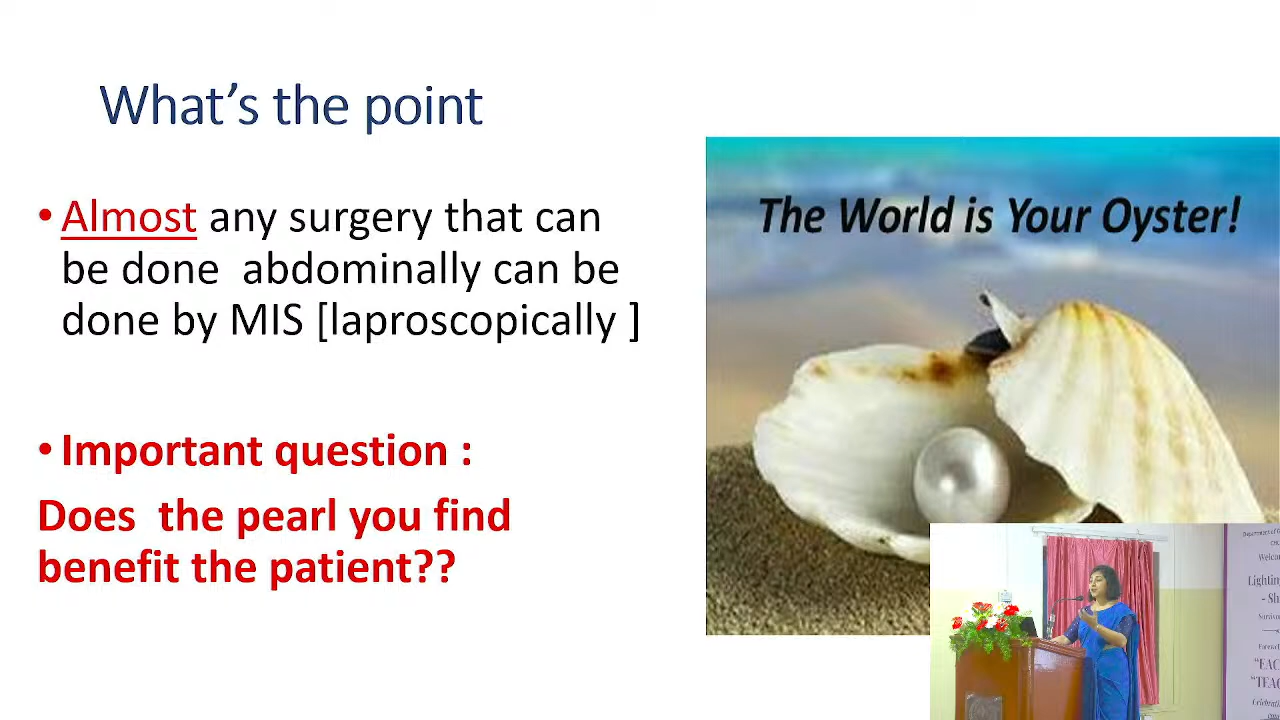 What's the point
• Almost any surgery that can
be done abdominally can be
done by MIS [laproscopically ]
• Important question :
Does the pearl you find
benefit the patient??
The World is Your Oyster!